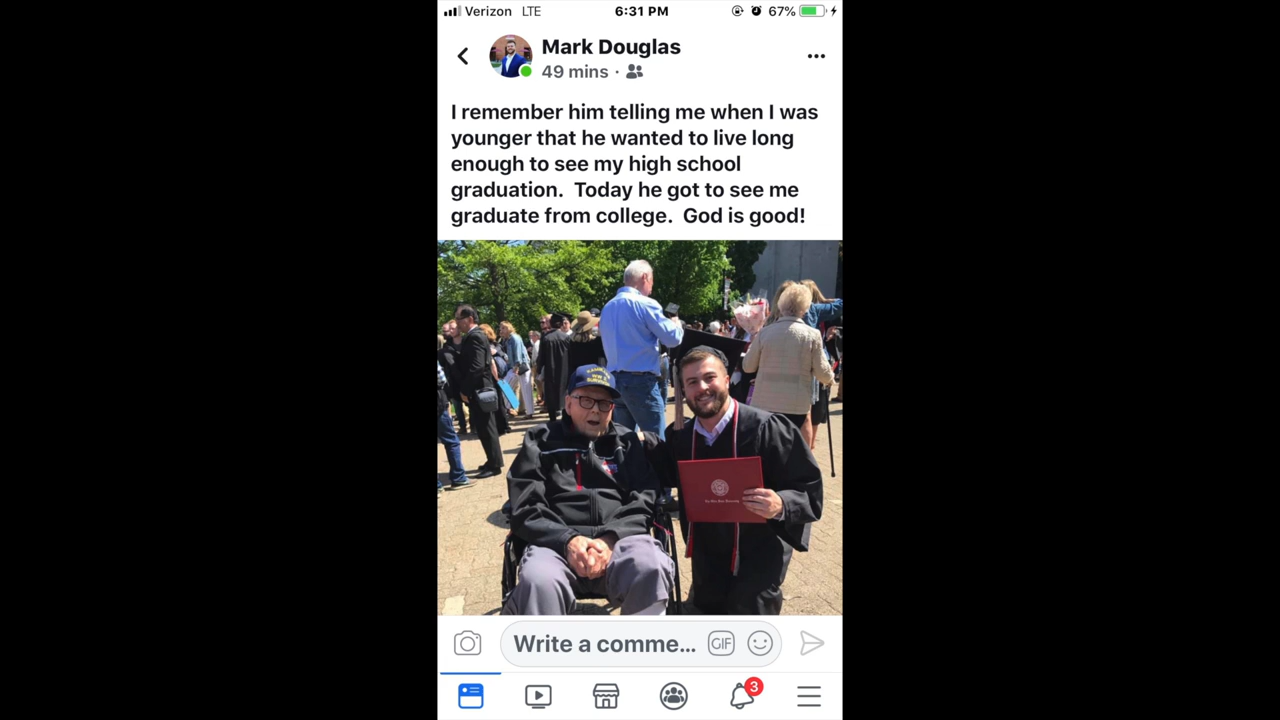 Verizon LTE 6:31 PM 67%
Mark Douglas
49 mins ·
I remember him telling me when I was
younger that he wanted to live long
enough to see my high school
graduation.  Today he got to see me
graduate from college.  God is good!
Write a comme... GIF
3